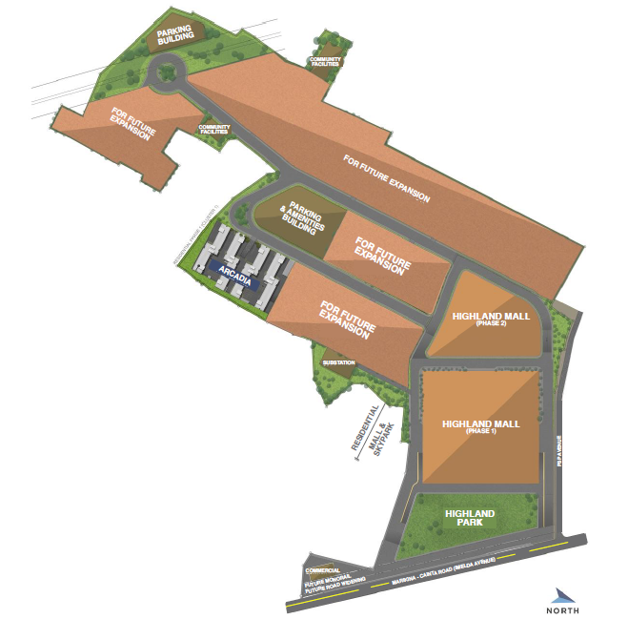 PARKING
BUILDING
COMMUNITY
FACILITIES
FOR FUTURE
EXPANSION
COMMUNITY
FACILITIES
FOR FUTURE EXPANSION
PARKING
& AMENITIES
BUILDING
FOR FUTURE
EXPANSION
ARCADIA
FOR FUTURE
EXPANSION
HIGHLAND MALL
(PHASE 2)
SUBSTATION
RESIDENTIAL
MALL &
SKYPARK
HIGHLAND MALL
(PHASE 1)
HIGHLAND
PARK
COMMERCIAL
FUTURE MONORAIL
FUTURE ROAD WIDENING
MARIKINA - CAINTA ROAD (IMELDA AVENUE)
NORTH